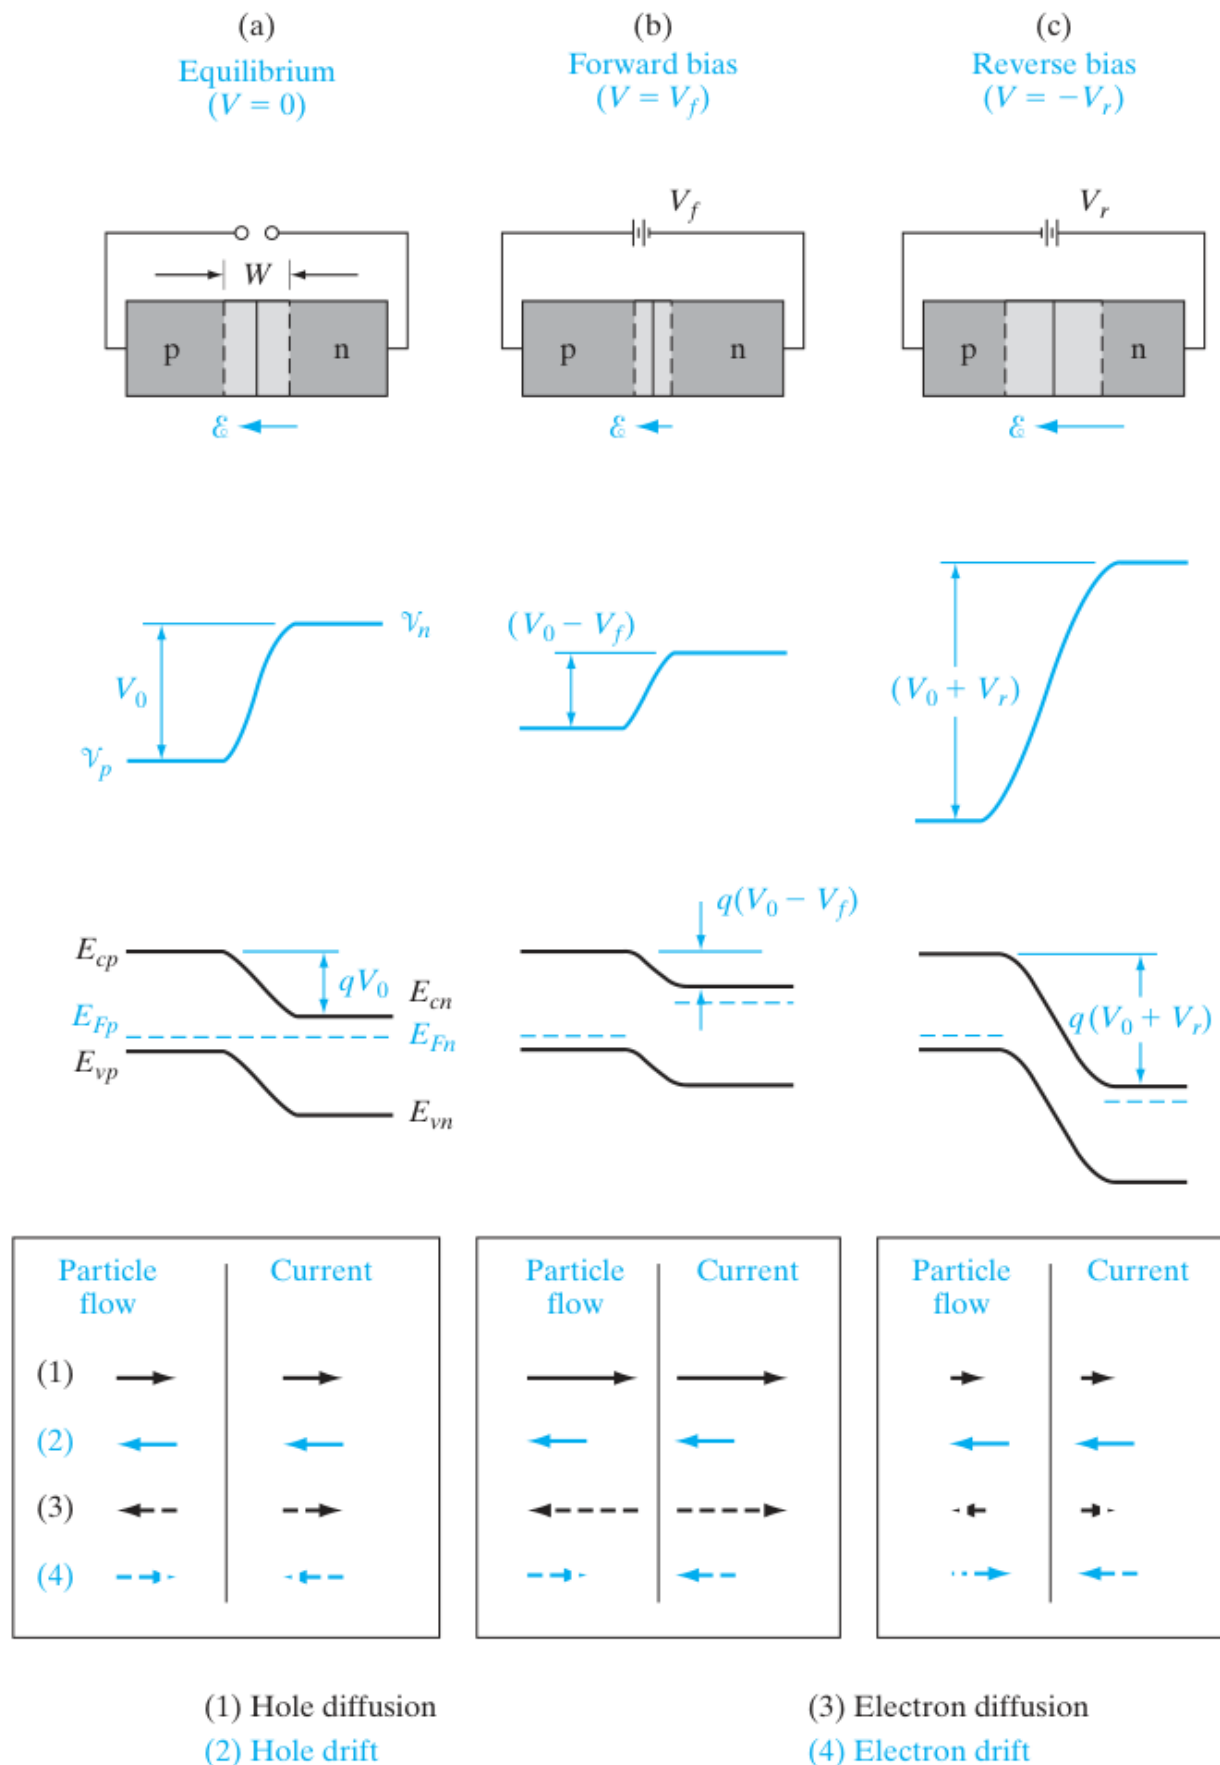 (a)
Equilibrium
(V = 0)
(b)
Forward bias
(V = V_f)
(c)
Reverse bias
(V = −V_r)
W
p
n
ℰ
V_f
p
n
ℰ
V_r
p
n
ℰ
𝒱_n
V_0
𝒱_p
(V_0 − V_f)
(V_0 + V_r)
E_cp
qV_0
E_cn
E_Fp
E_Fn
E_vp
E_vn
q(V_0 − V_f)
q(V_0 + V_r)
Particle
flow
Current
Particle
flow
Current
Particle
flow
Current
(1)
(2)
(3)
(4)
(1) Hole diffusion
(2) Hole drift
(3) Electron diffusion
(4) Electron drift